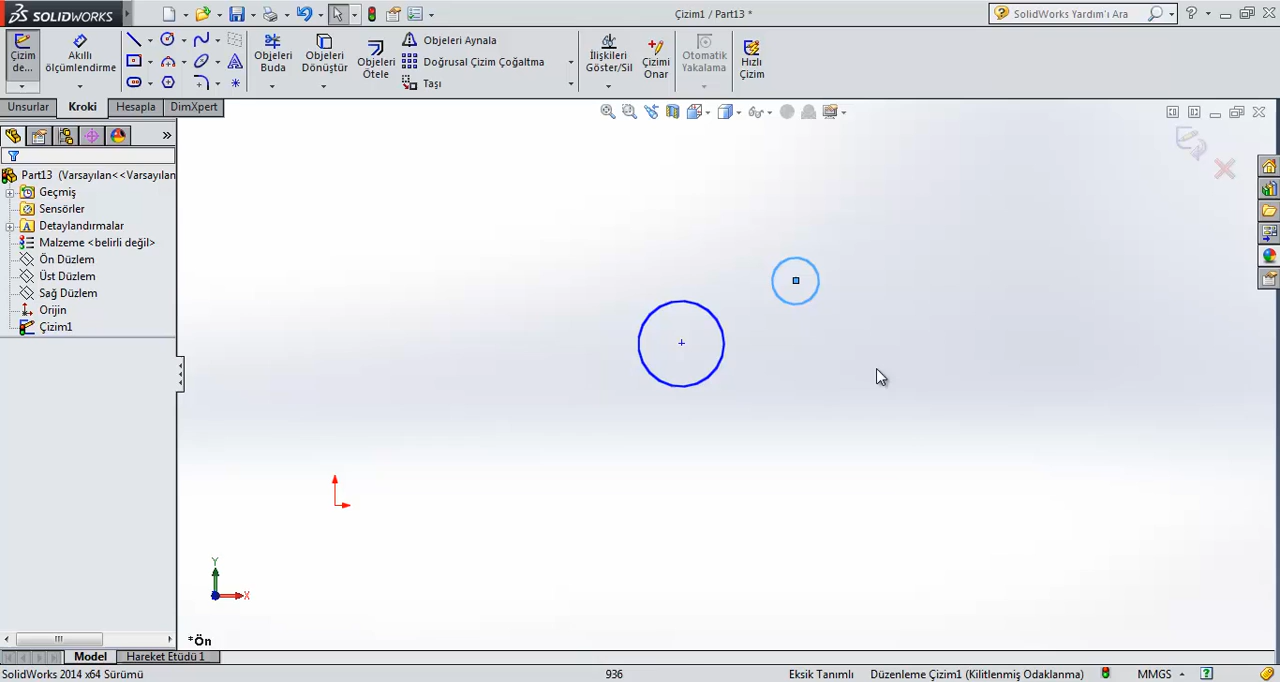 SOLIDWORKS
Çizim1 / Part13 *
SolidWorks Yardım'ı Ara
Çizim de...
Akıllı ölçümlendirme
Objeleri Buda
Objeleri Dönüştür
Objeleri Ötele
Objeleri Aynala
Doğrusal Çizim Çoğaltma
Taşı
İlişkileri Göster/Sil
Çizimi Onar
Otomatik Yakalama
Hızlı Çizim
Unsurlar
Kroki
Hesapla
DimXpert
Part13 (Varsayılan<<Varsayılan
Geçmiş
Sensörler
Detaylandırmalar
Malzeme <belirli değil>
Ön Düzlem
Üst Düzlem
Sağ Düzlem
Orijin
Çizim1
Y
X
*Ön
Model
Hareket Etüdü 1
SolidWorks 2014 x64 Sürümü
936
Eksik Tanımlı
Düzenleme Çizim1 (Kilitlenmiş Odaklanma)
MMGS